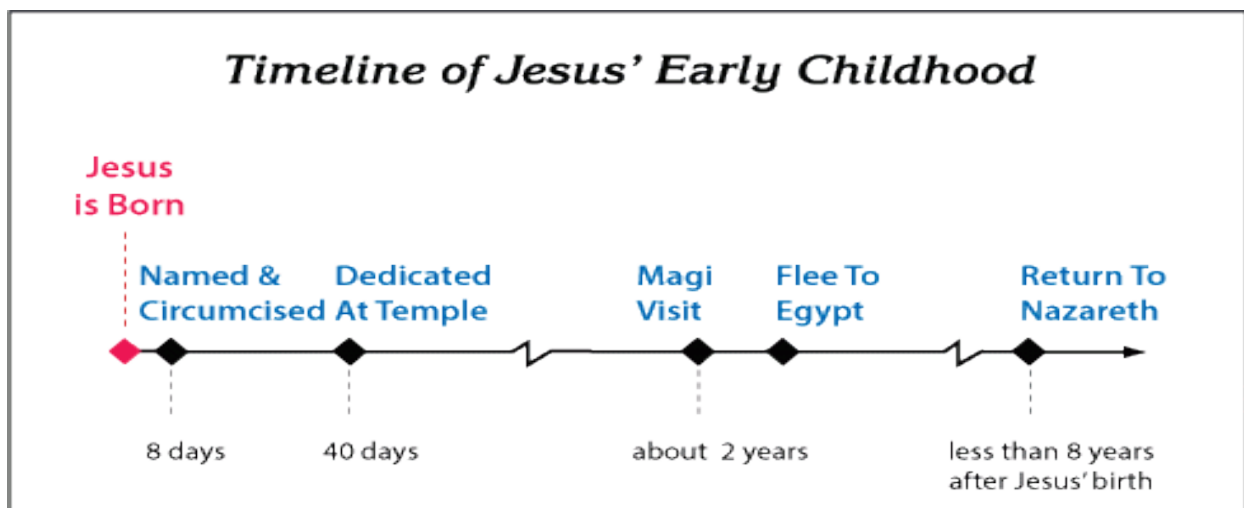 Timeline of Jesus’ Early Childhood
Jesus
is Born
Named &
Circumcised
Dedicated
At Temple
Magi
Visit
Flee To
Egypt
Return To
Nazareth
8 days
40 days
about 2 years
less than 8 years
after Jesus’ birth